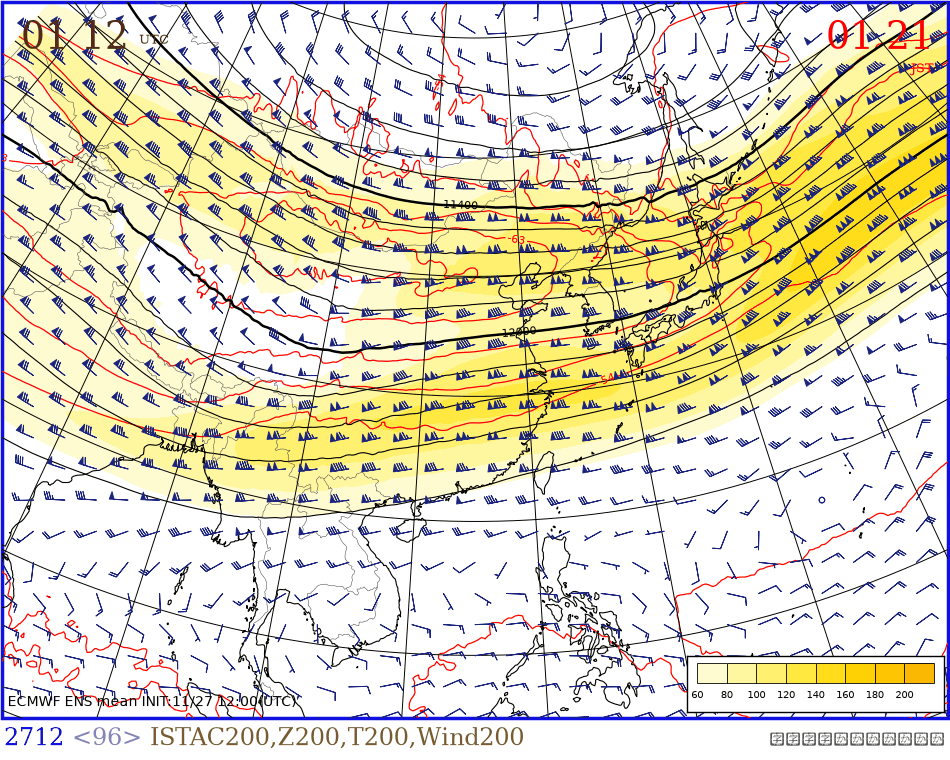 01.12 UTC 01.21
JST
11400
-63
12000
-54
60 80 100 120 140 160 180 200
ECMWF ENS mean INIT:11/27 12:00(UTC)
2712 <96> ISTAC200,Z200,T200,Wind200